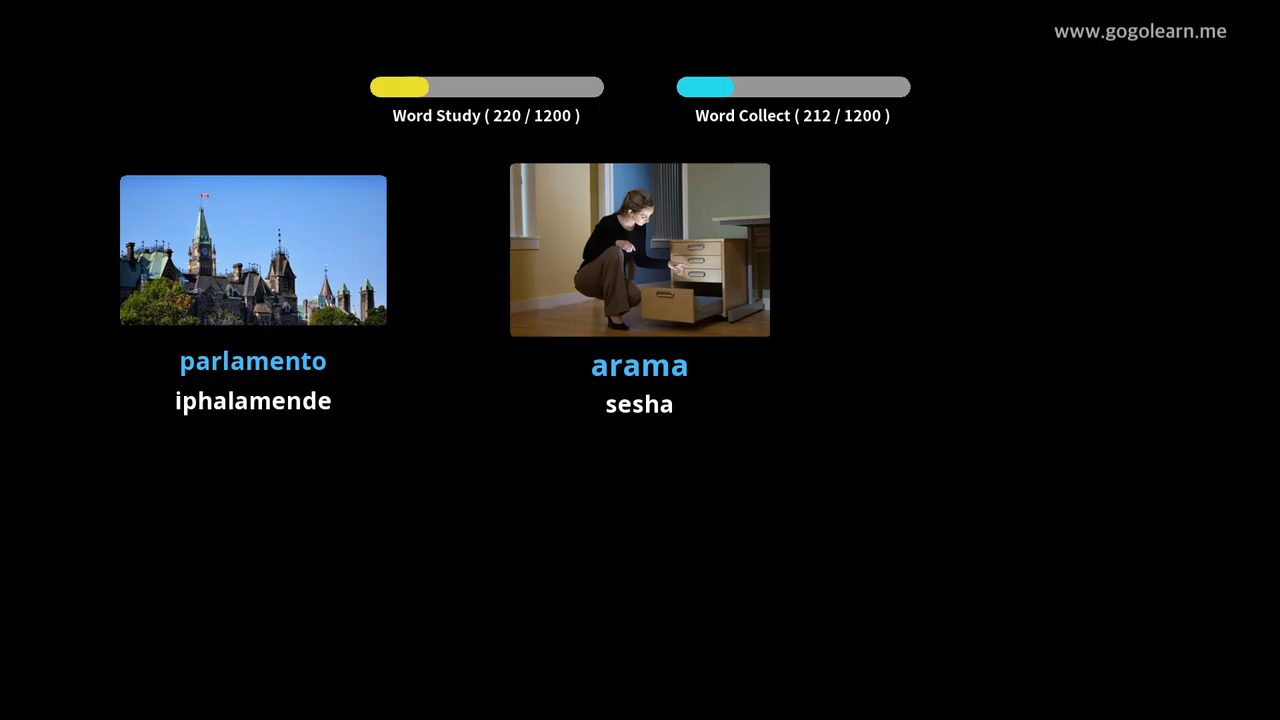 www.gogolearn.me
Word Study ( 220 / 1200 )
Word Collect ( 212 / 1200 )
parlamento
iphalamende
arama
sesha